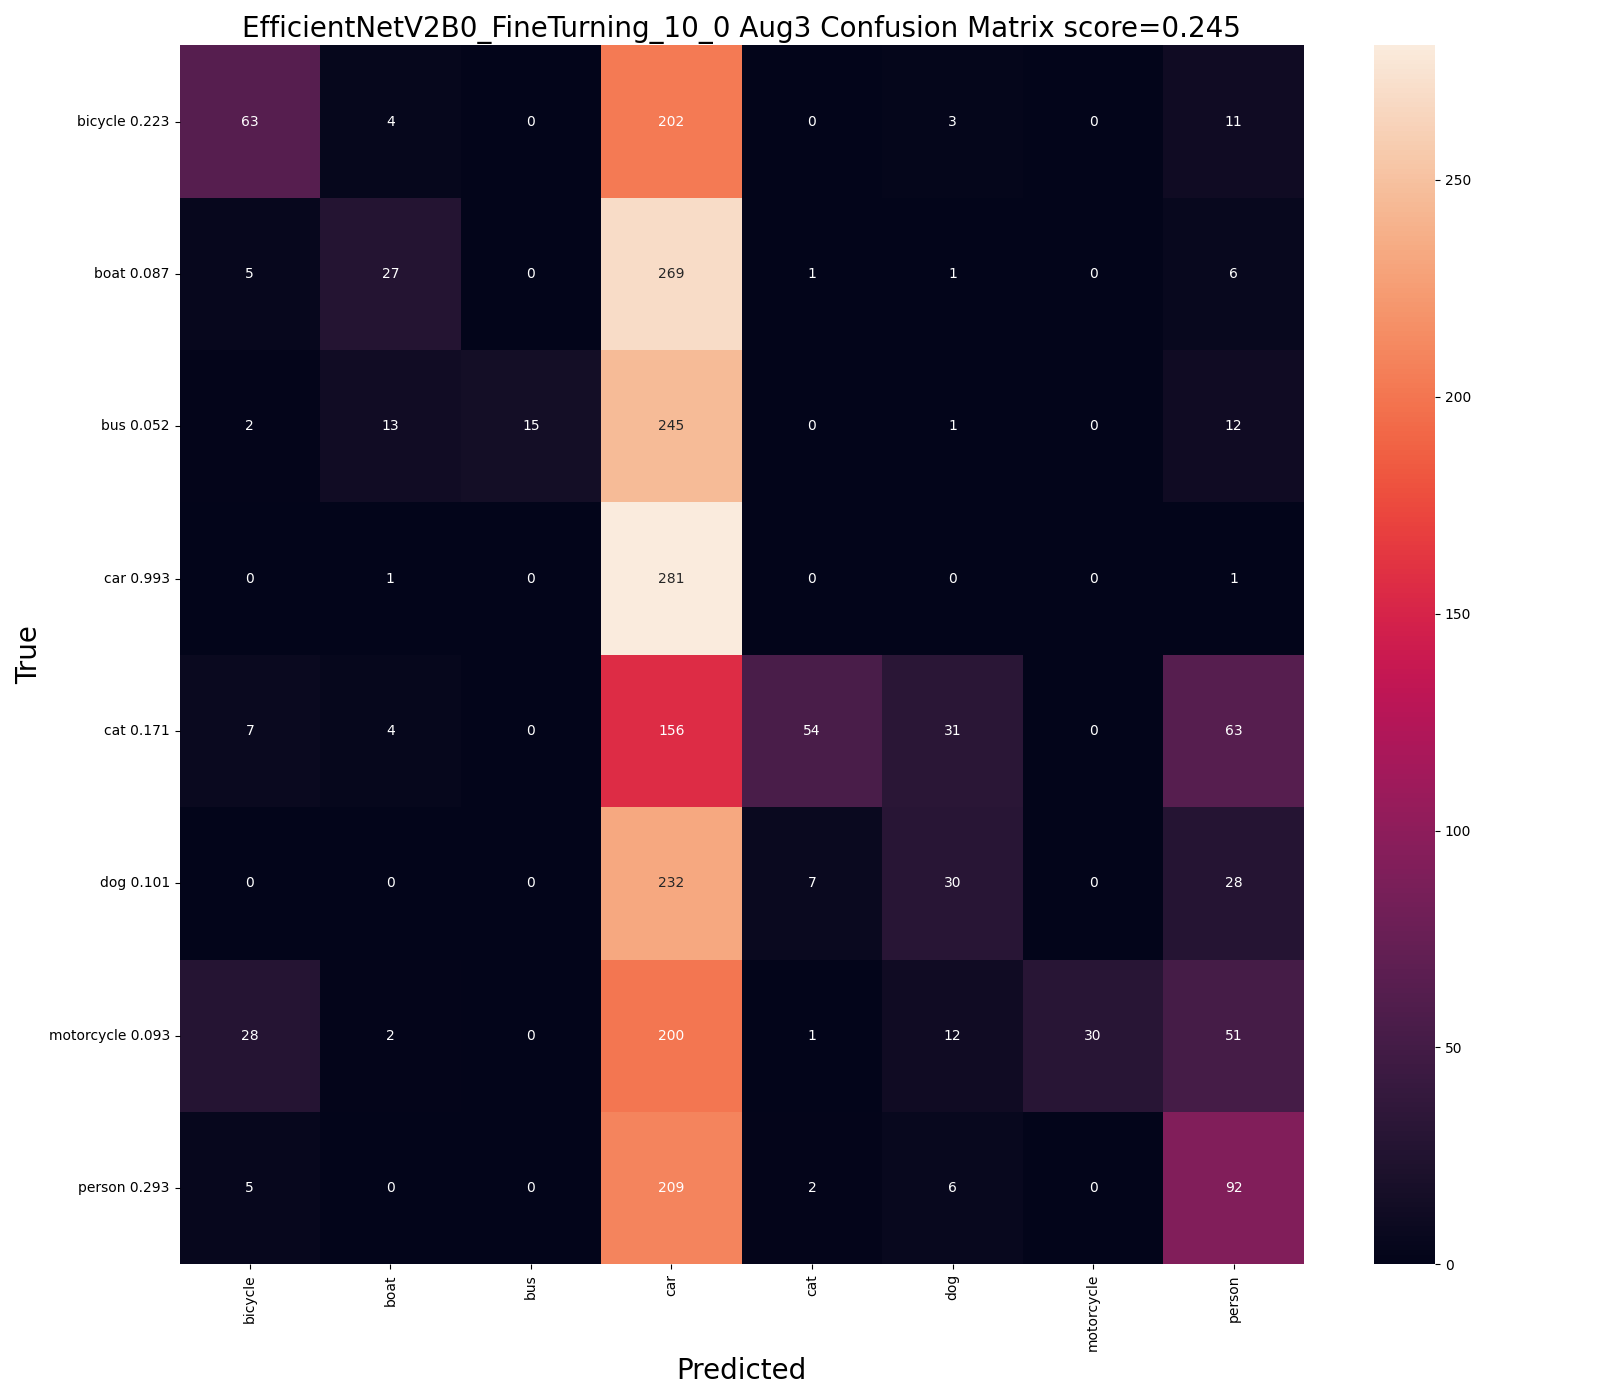 EfficientNetV2B0_FineTurning_10_0 Aug3 Confusion Matrix score=0.245
bicycle 0.223 63 4 0 202 0 3 0 11
boat 0.087 5 27 0 269 1 1 0 6
bus 0.052 2 13 15 245 0 1 0 12
car 0.993 0 1 0 281 0 0 0 1
cat 0.171 7 4 0 156 54 31 0 63
dog 0.101 0 0 0 232 7 30 0 28
motorcycle 0.093 28 2 0 200 1 12 30 51
person 0.293 5 0 0 209 2 6 0 92
True
bicycle boat bus car cat dog motorcycle person
Predicted
250
200
150
100
50
0